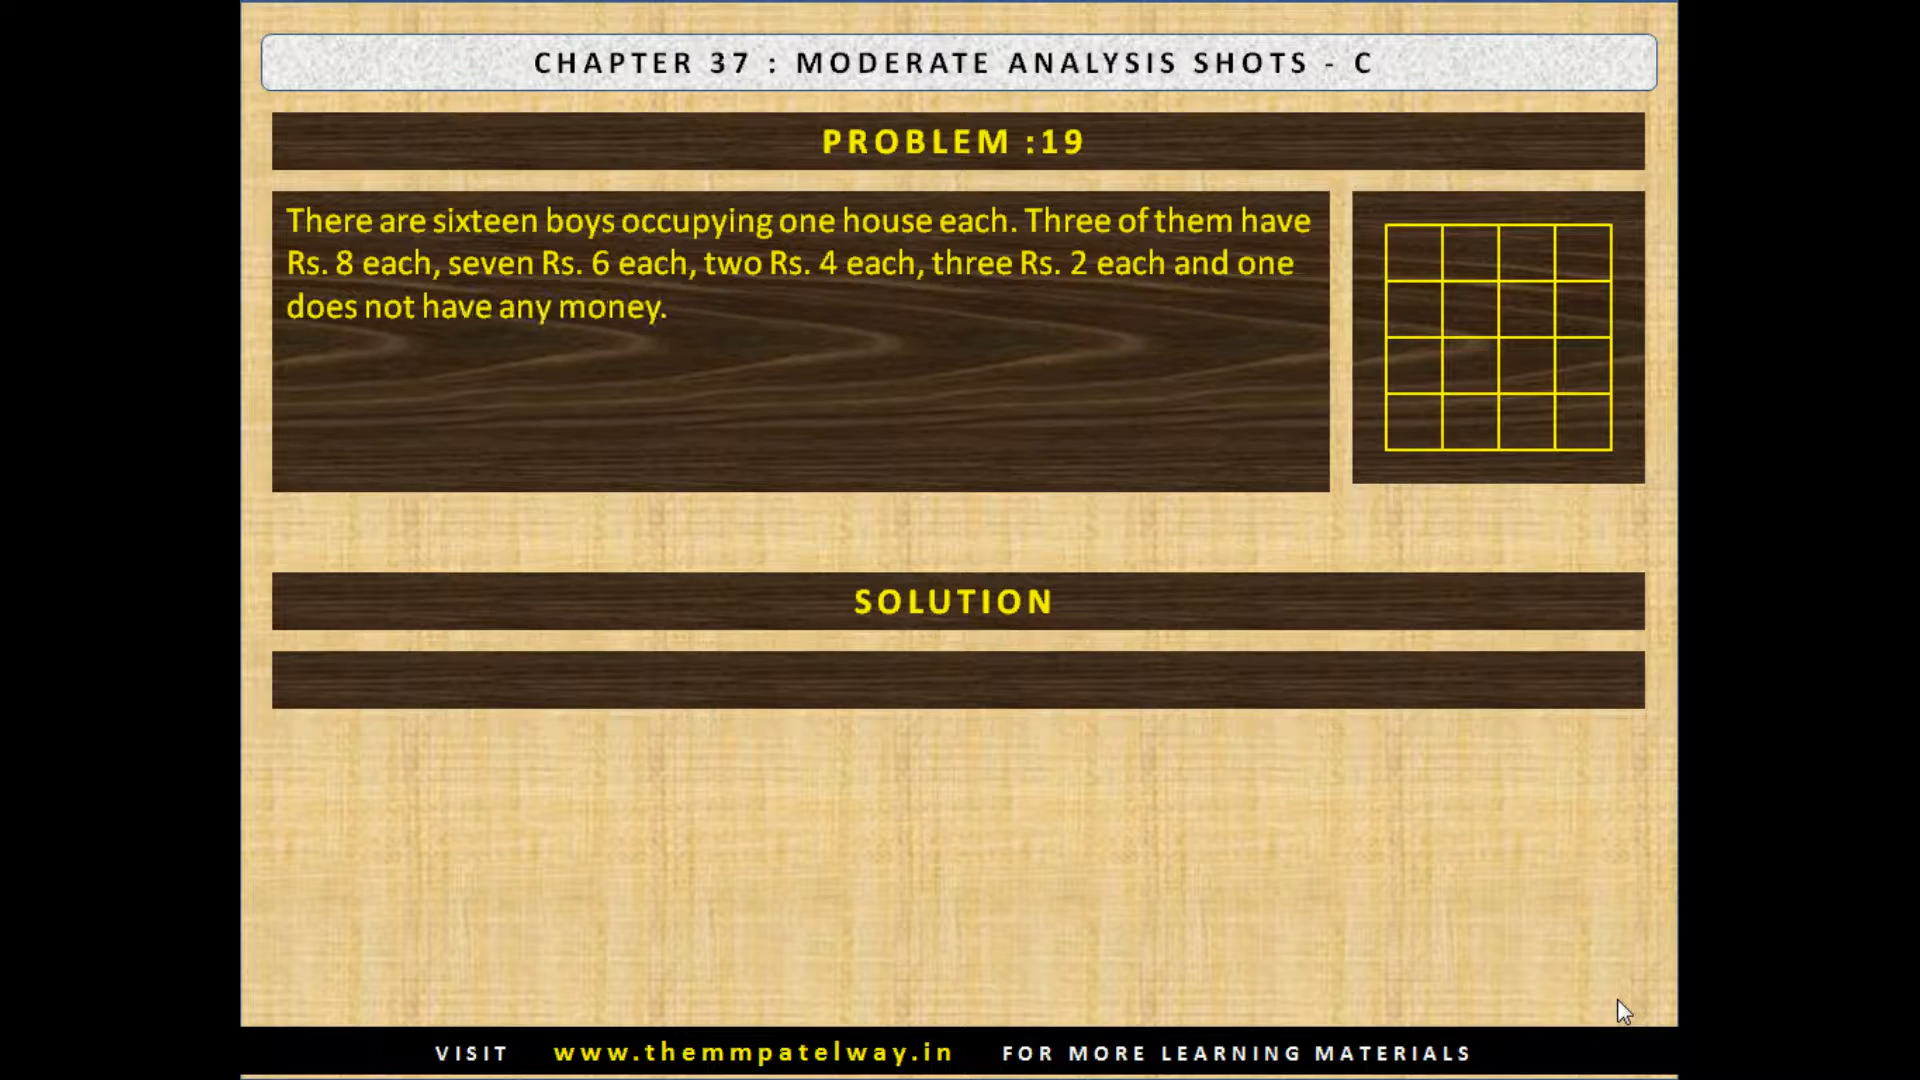 CHAPTER 37 : MODERATE ANALYSIS SHOTS - C
PROBLEM :19
There are sixteen boys occupying one house each. Three of them have
Rs. 8 each, seven Rs. 6 each, two Rs. 4 each, three Rs. 2 each and one
does not have any money.
SOLUTION
VISIT www.themmpatelway.in FOR MORE LEARNING MATERIALS